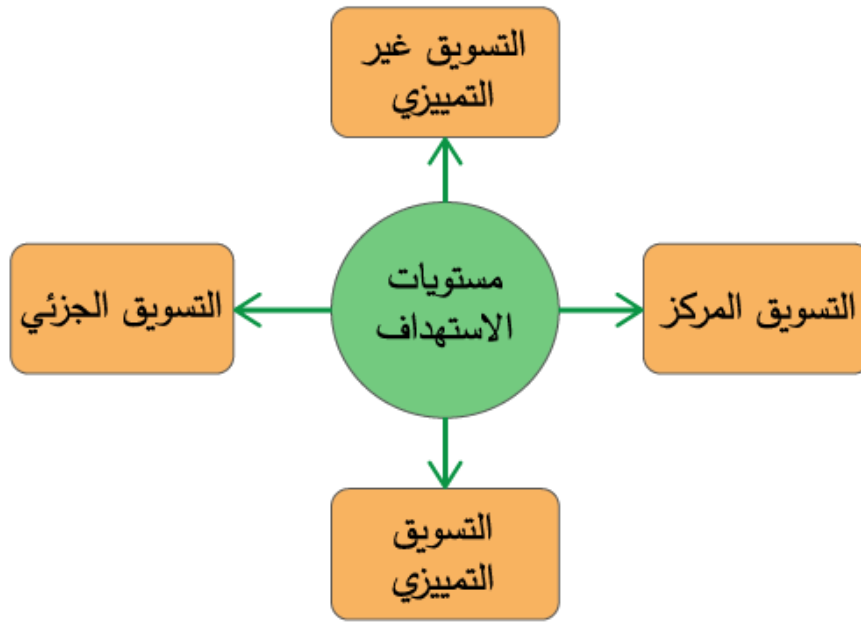 التسويق غير
التمييزي
مستويات
الاستهداف
التسويق المركز
التسويق الجزئي
التسويق
التمييزي